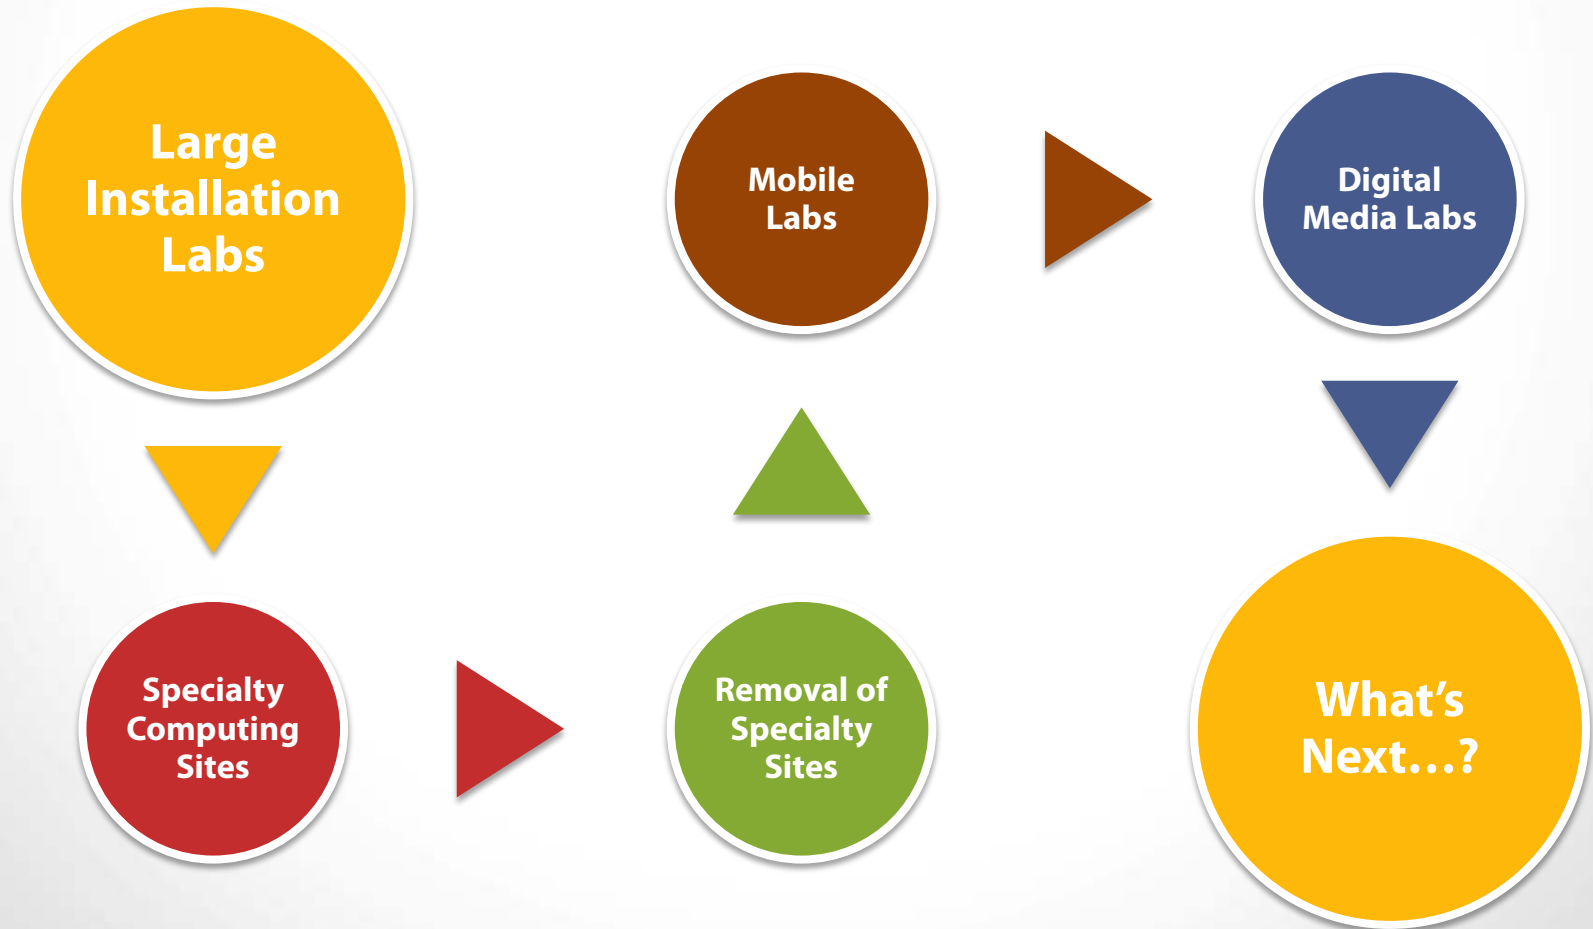 Large
Installation
Labs
Specialty
Computing
Sites
Removal of
Specialty
Sites
Mobile
Labs
Digital
Media Labs
What’s
Next…?